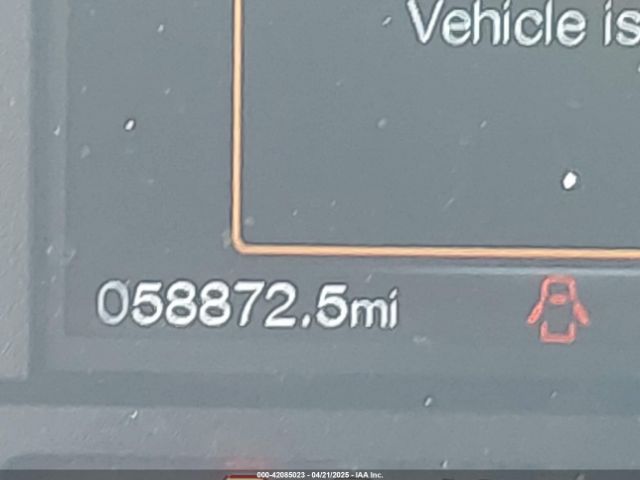 Vehicle is
058872.5mi
000-42085023 - 04/21/2025 - IAA Inc.